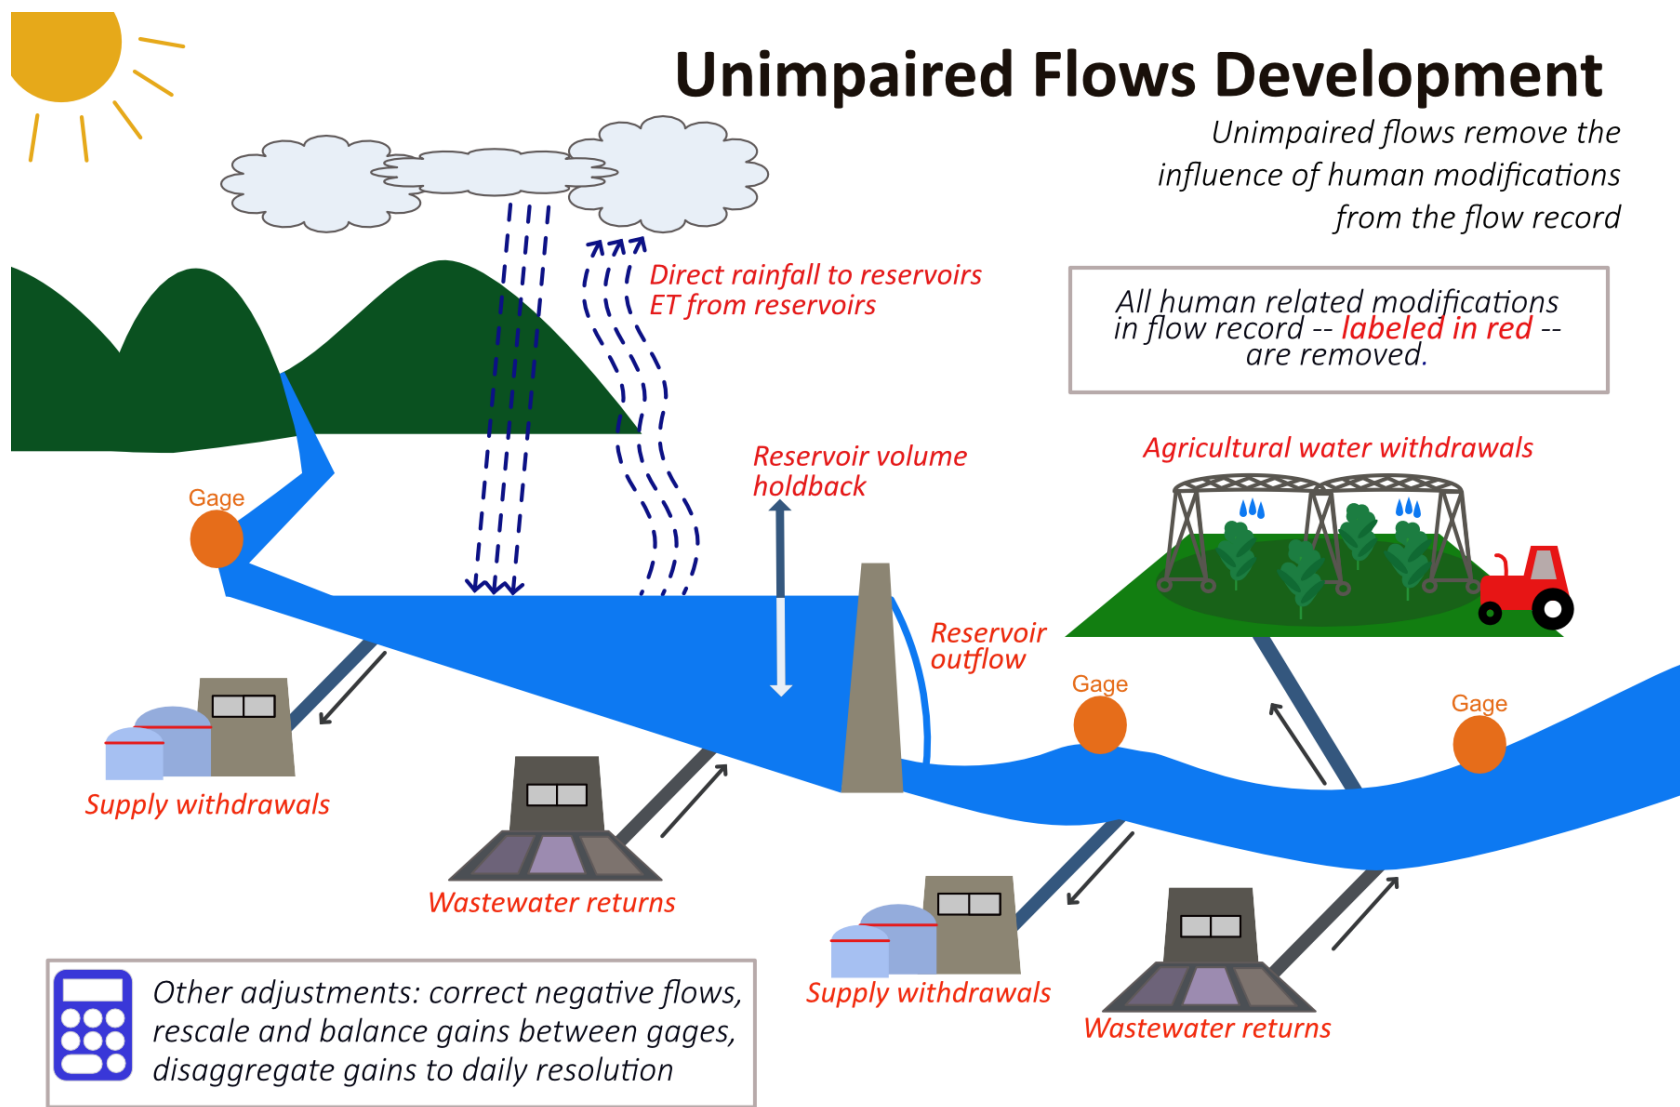 Unimpaired Flows Development
Unimpaired flows remove the
influence of human modifications
from the flow record
Direct rainfall to reservoirs
ET from reservoirs
All human related modifications
in flow record -- labeled in red --
are removed.
Agricultural water withdrawals
Reservoir volume
holdback
Gage
Reservoir
outflow
Gage
Gage
Supply withdrawals
Wastewater returns
Supply withdrawals
Wastewater returns
Other adjustments: correct negative flows,
rescale and balance gains between gages,
disaggregate gains to daily resolution